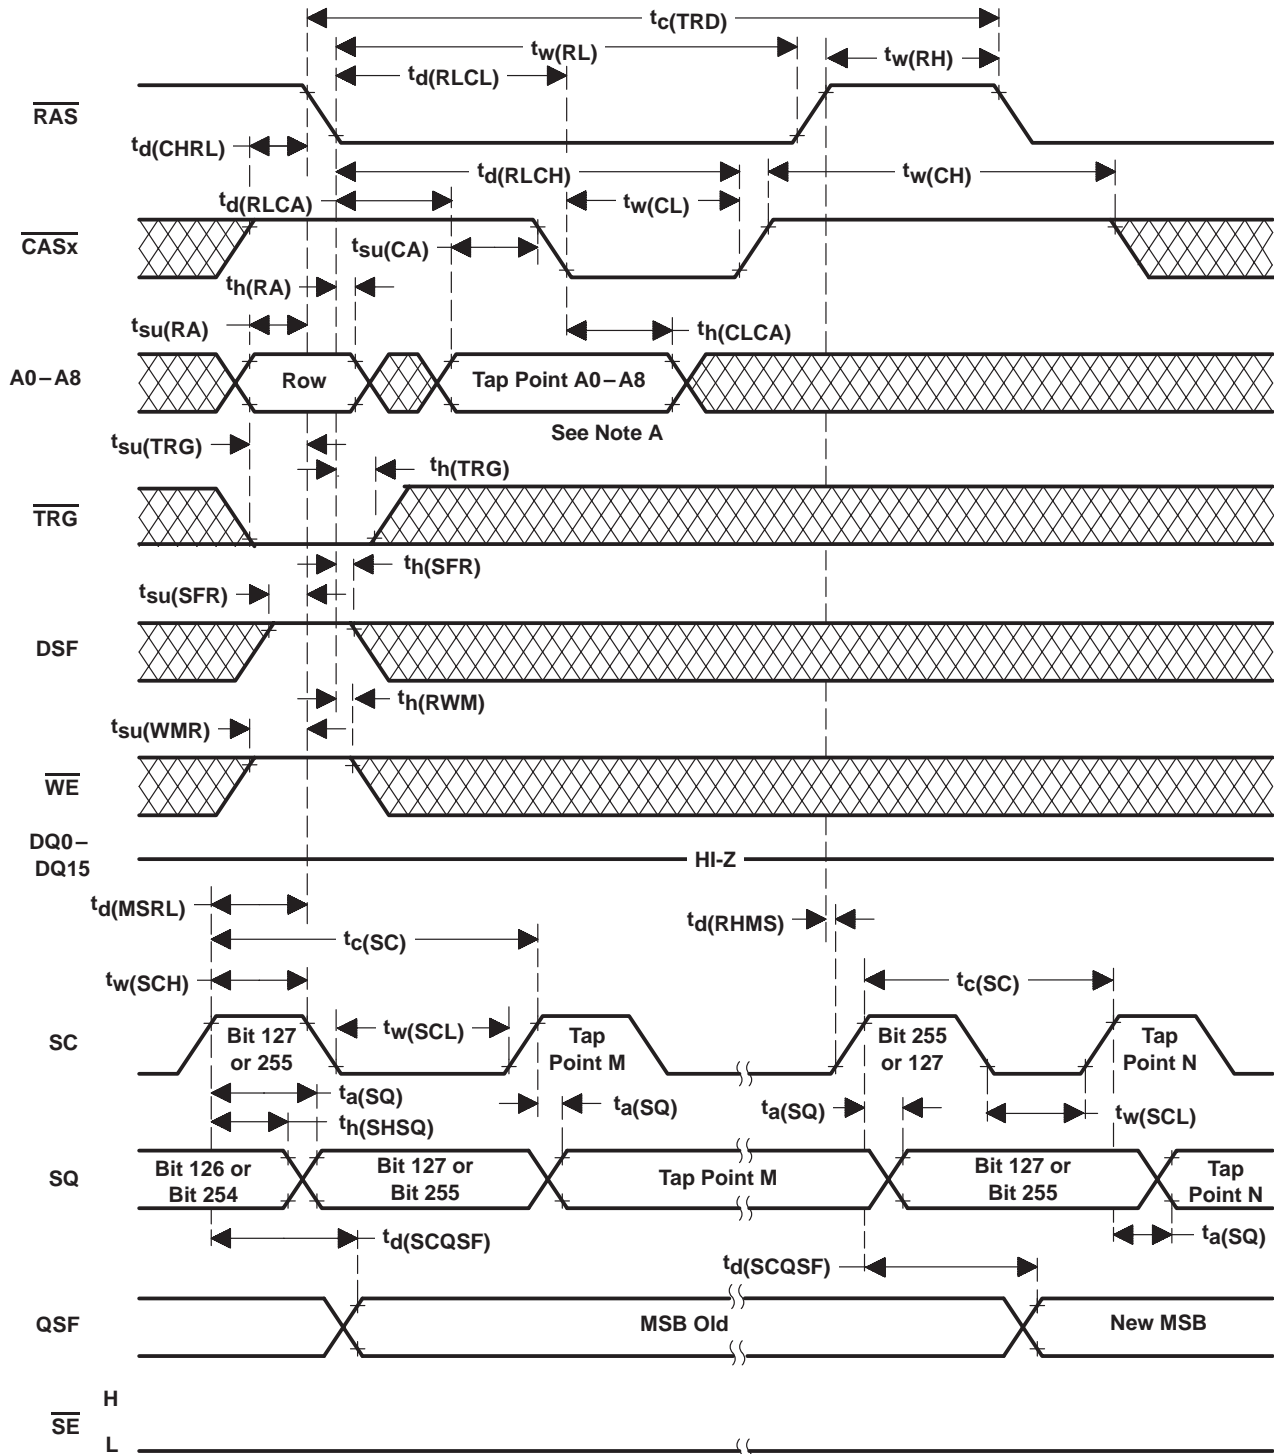 tc(TRD)
tw(RL)
tw(RH)
td(RLCL)
RAS
td(CHRL)
td(RLCH)
tw(CH)
td(RLCA)
tw(CL)
CASx
tsu(CA)
th(RA)
tsu(RA)
th(CLCA)
A0–A8
Row
Tap Point A0–A8
See Note A
tsu(TRG)
th(TRG)
TRG
th(SFR)
tsu(SFR)
DSF
th(RWM)
tsu(WMR)
WE
DQ0–
DQ15
HI-Z
td(MSRL)
td(RHMS)
tc(SC)
tw(SCH)
tc(SC)
SC
Bit 127
or 255
tw(SCL)
Tap
Point M
Bit 255
or 127
Tap
Point N
ta(SQ)
ta(SQ)
ta(SQ)
tw(SCL)
th(SHSQ)
SQ
Bit 126 or
Bit 254
Bit 127 or
Bit 255
Tap Point M
Bit 127 or
Bit 255
Tap
Point N
td(SCQSF)
ta(SQ)
td(SCQSF)
QSF
MSB Old
New MSB
H
SE
L